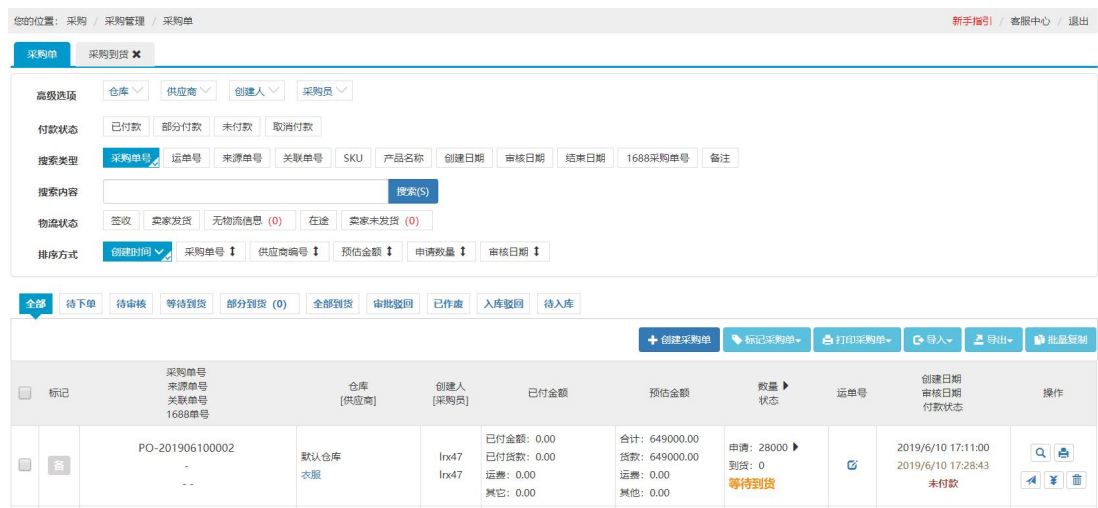 您的位置: 采购 / 采购管理 / 采购单 新手指引 / 客服中心 / 退出
采购单 采购到货 ✖
高级选项 仓库 供应商 创建人 采购员
付款状态 已付款 部分付款 未付款 取消付款
搜索类型 采购单号 运单号 来源单号 关联单号 SKU 产品名称 创建日期 审核日期 结束日期 1688采购单号 备注
搜索内容 搜索(S)
物流状态 签收 卖家发货 无物流信息 (0) 在途 卖家未发货 (0)
排序方式 创建时间 采购单号 供应商编号 预估金额 申请数量 审核日期
全部 待下单 待审核 等待到货 部分到货 (0) 全部到货 审批驳回 已作废 入库驳回 待入库
创建采购单 标记采购单 打印采购单 导入 导出 批量复制
标记
采购单号
来源单号
关联单号
1688单号
仓库
[供应商]
创建人
[采购员]
已付金额
预估金额
数量
状态
运单号
创建日期
审核日期
付款状态
操作
备
PO-201906100002
-
- -
默认仓库
衣服
lrx47
lrx47
已付金额: 0.00
已付货款: 0.00
运费: 0.00
其它: 0.00
合计: 649000.00
货款: 649000.00
运费: 0.00
其他: 0.00
申请: 28000
到货: 0
等待到货
2019/6/10 17:11:00
2019/6/10 17:28:43
未付款